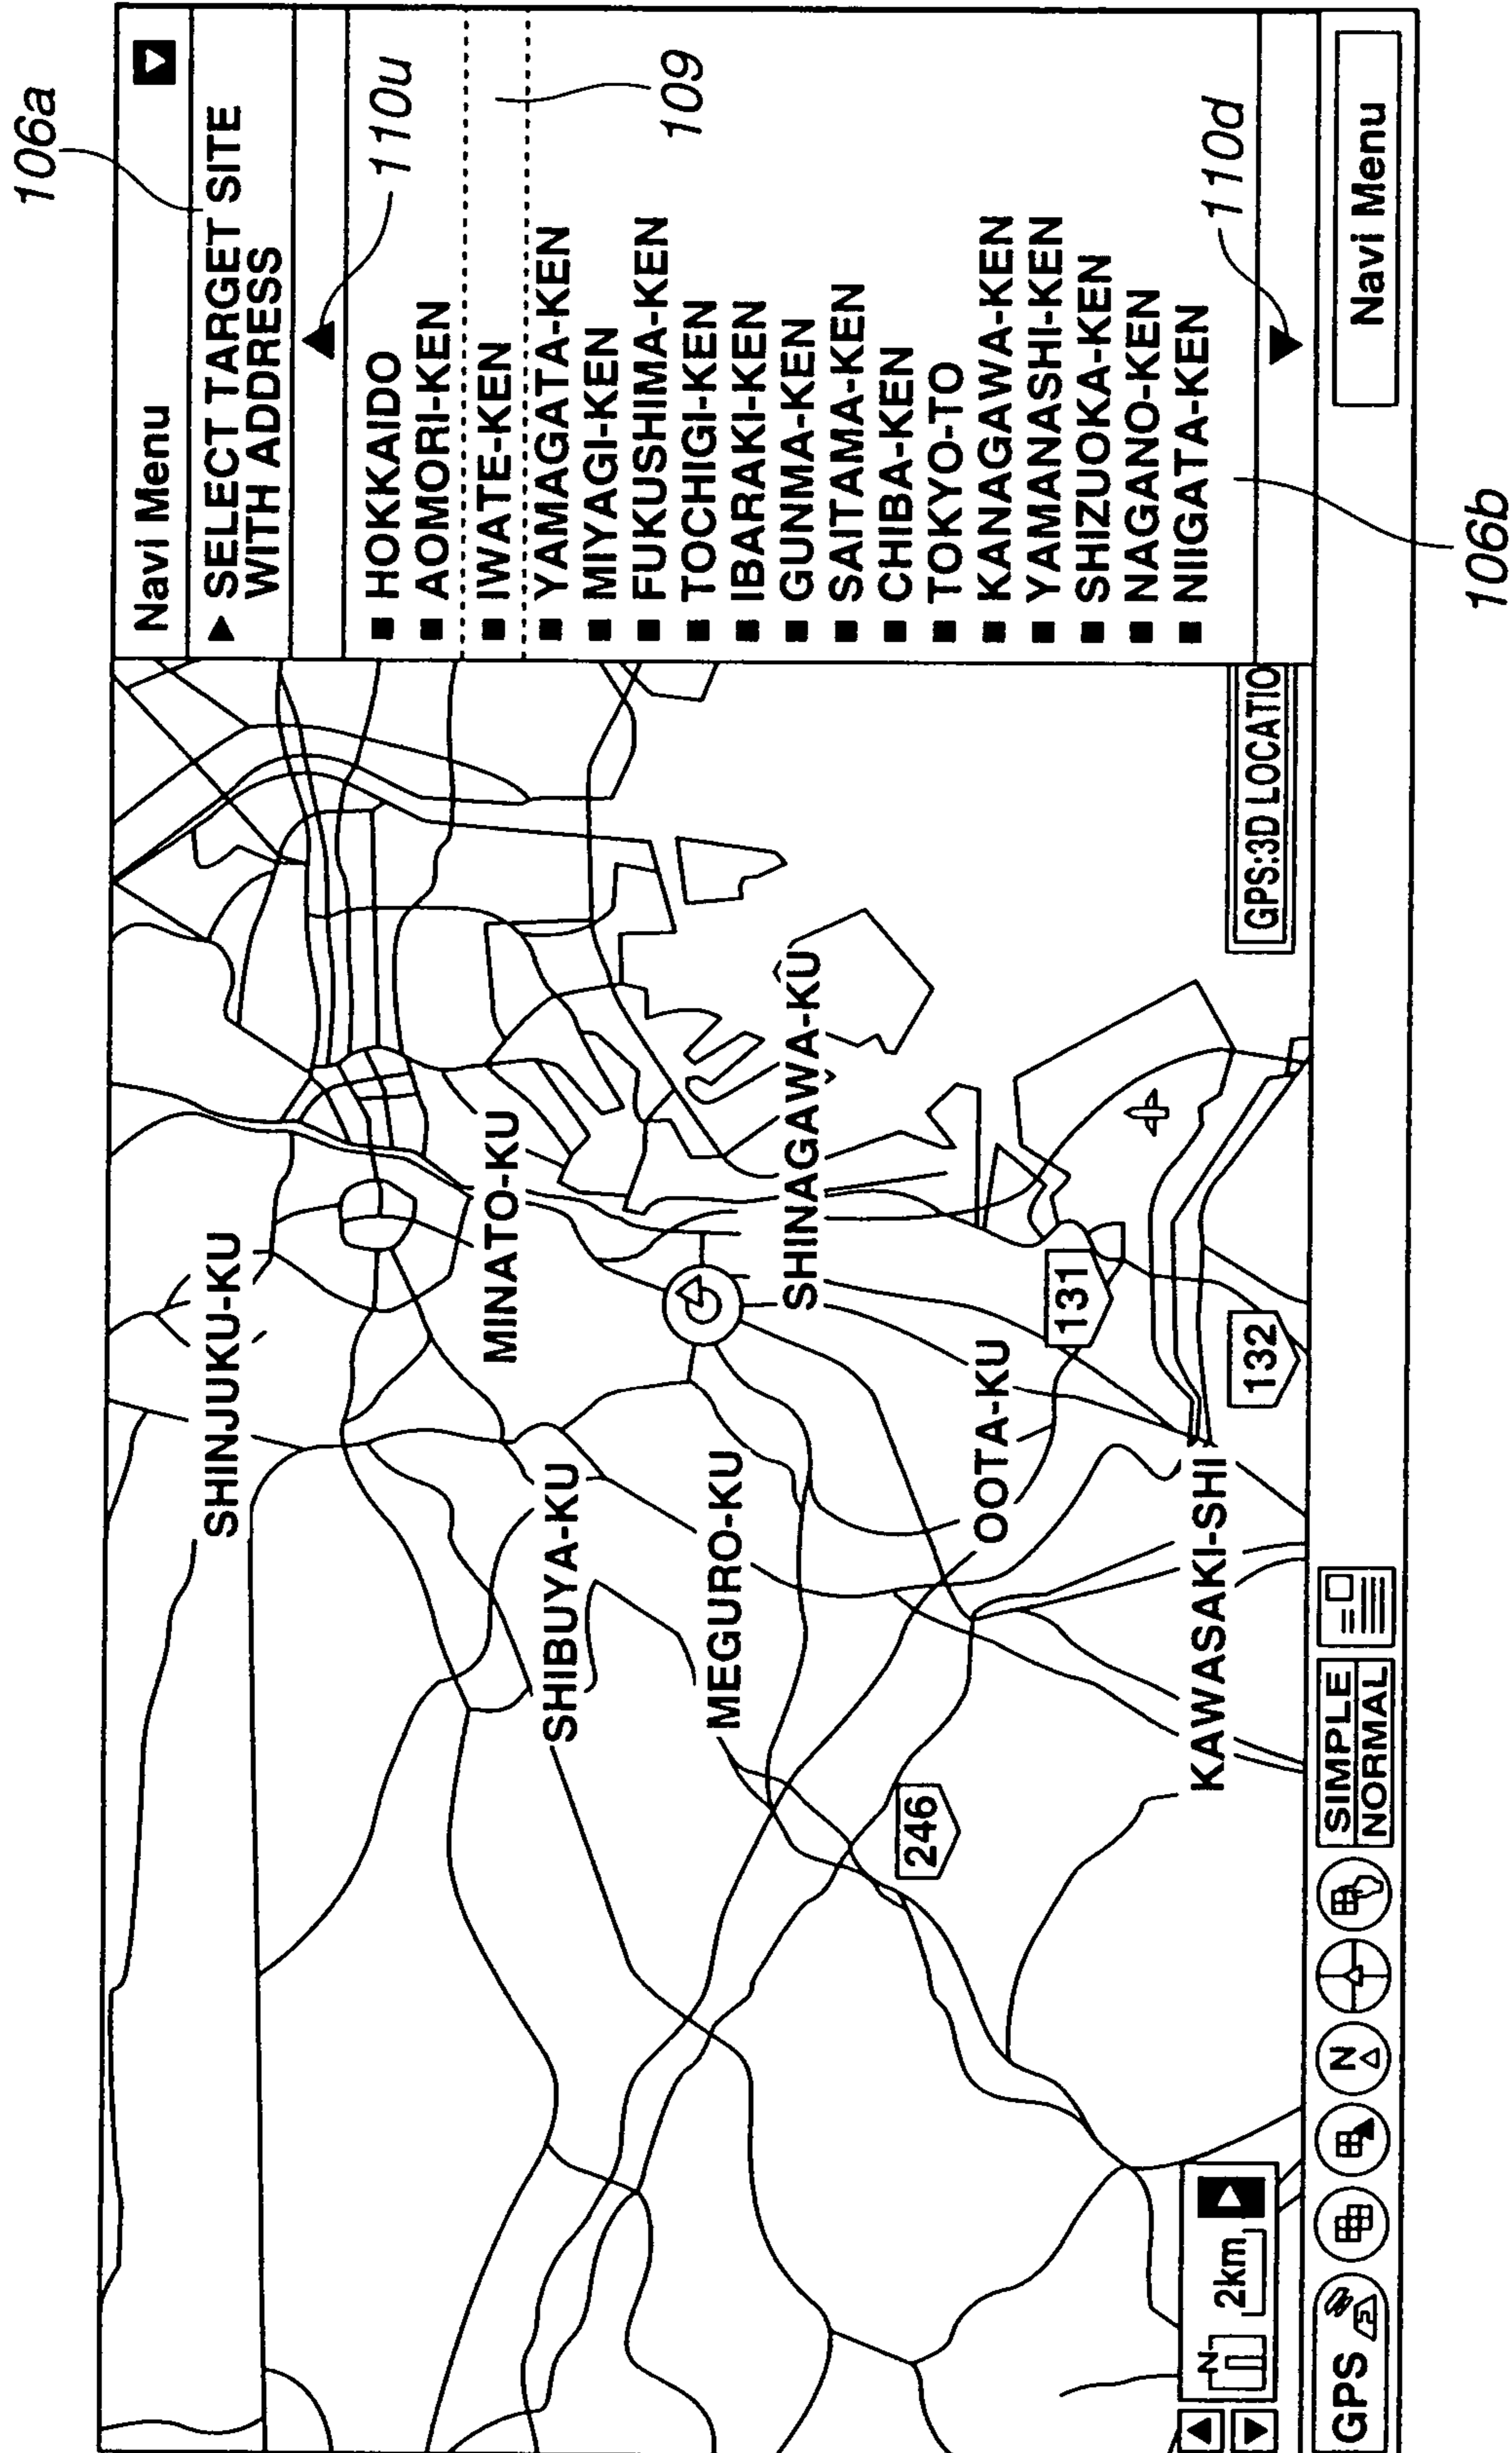 Navi Menu
SELECT TARGET SITE
WITH ADDRESS
HOKKAIDO
AOMORI-KEN
IWATE-KEN
YAMAGATA-KEN
MIYAGI-KEN
FUKUSHIMA-KEN
TOCHIGI-KEN
IBARAKI-KEN
GUNMA-KEN
SAITAMA-KEN
CHIBA-KEN
TOKYO-TO
KANAGAWA-KEN
YAMANASHI-KEN
SHIZUOKA-KEN
NAGANO-KEN
NIIGATA-KEN
106a
110u
109
110d
106b
SHINJUKU-KU
MINATO-KU
SHIBUYA-KU
MEGURO-KU
SHINAGAWA-KU
246
OOTA-KU
131
KAWASAKI-SHI
132
GPS:3D LOCATIO
N
2km
GPS
N
SIMPLE
NORMAL
Navi Menu